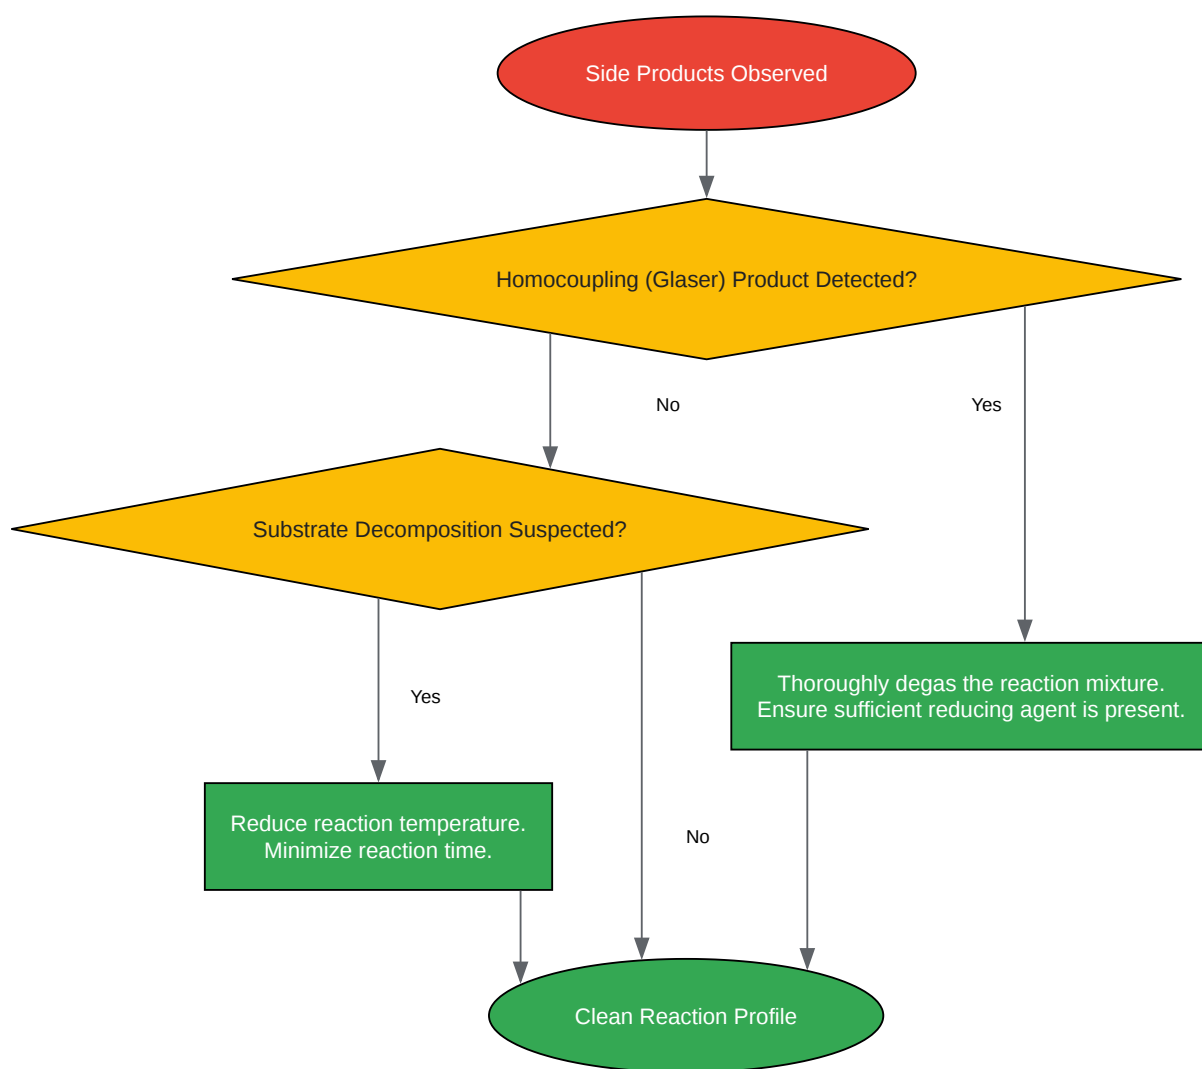 Side Products Observed
Homocoupling (Glaser) Product Detected?
No
Yes
Substrate Decomposition Suspected?
Thoroughly degas the reaction mixture.
Ensure sufficient reducing agent is present.
Yes
Reduce reaction temperature.
Minimize reaction time.
No
Clean Reaction Profile